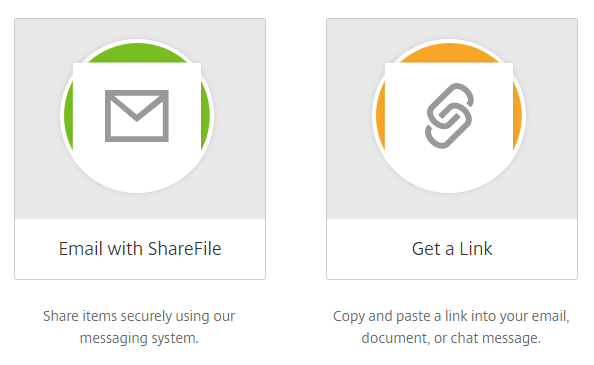 Email with ShareFile
Share items securely using our
messaging system.
Get a Link
Copy and paste a link into your email,
document, or chat message.